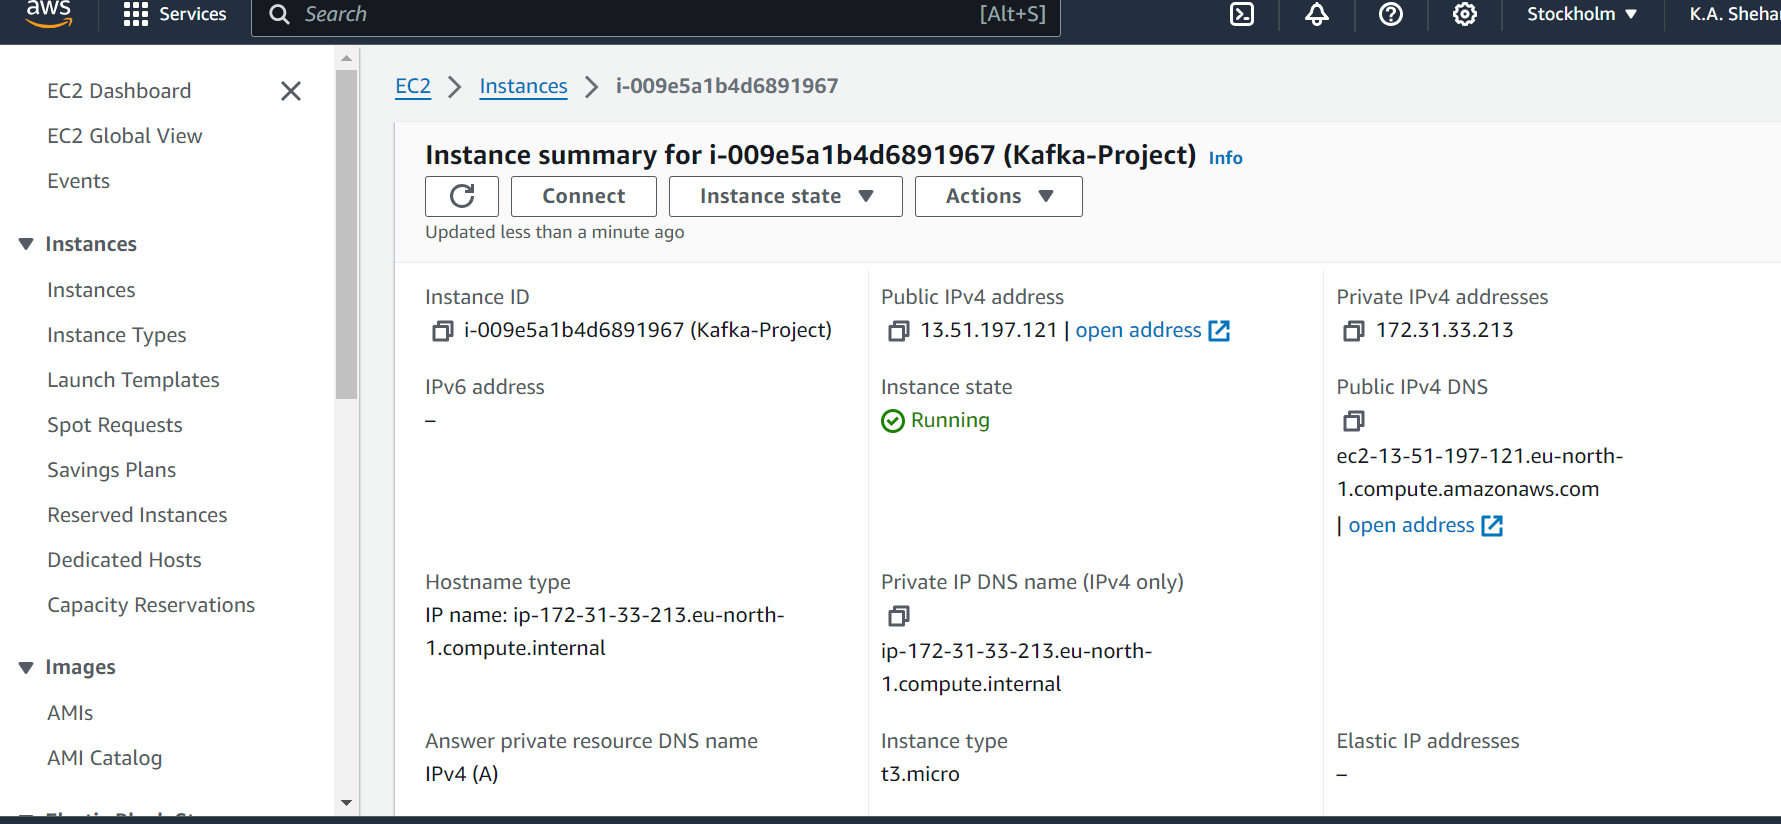 aws
Services
Search
[Alt+S]
Stockholm
K.A. Shehan
EC2 Dashboard
EC2 Global View
Events
Instances
Instances
Instance Types
Launch Templates
Spot Requests
Savings Plans
Reserved Instances
Dedicated Hosts
Capacity Reservations
Images
AMIs
AMI Catalog
EC2
Instances
i-009e5a1b4d6891967
Instance summary for i-009e5a1b4d6891967 (Kafka-Project) Info
Connect
Instance state
Actions
Updated less than a minute ago
Instance ID
i-009e5a1b4d6891967 (Kafka-Project)
Public IPv4 address
13.51.197.121 | open address
Private IPv4 addresses
172.31.33.213
IPv6 address
–
Instance state
Running
Public IPv4 DNS
ec2-13-51-197-121.eu-north-
1.compute.amazonaws.com
| open address
Hostname type
IP name: ip-172-31-33-213.eu-north-
1.compute.internal
Private IP DNS name (IPv4 only)
ip-172-31-33-213.eu-north-
1.compute.internal
Answer private resource DNS name
IPv4 (A)
Instance type
t3.micro
Elastic IP addresses
–